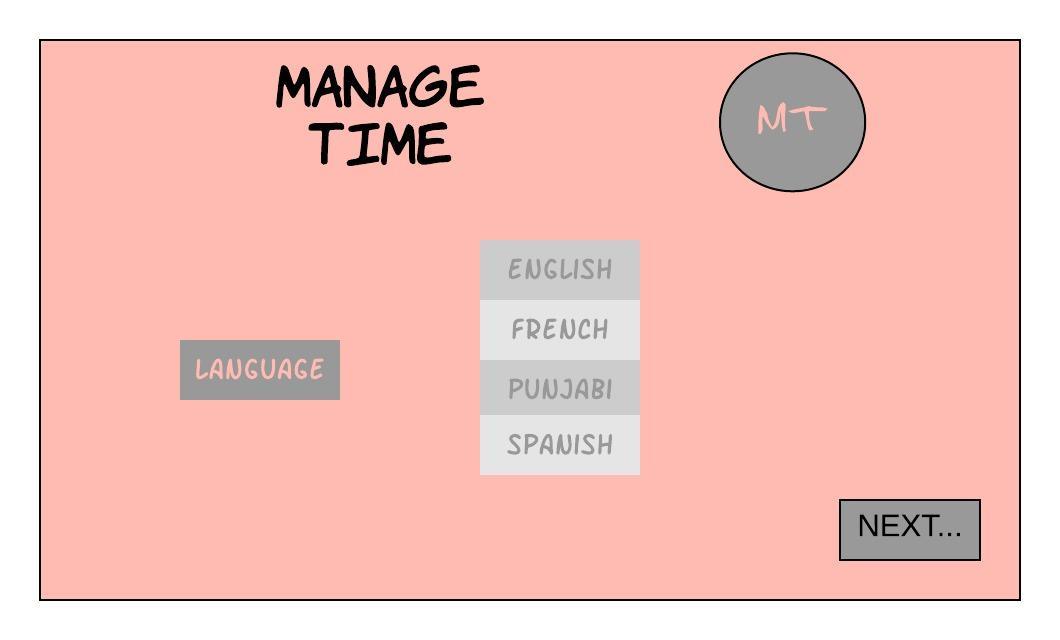 MANAGE
TIME
MT
ENGLISH
FRENCH
LANGUAGE
PUNJABI
SPANISH
NEXT...